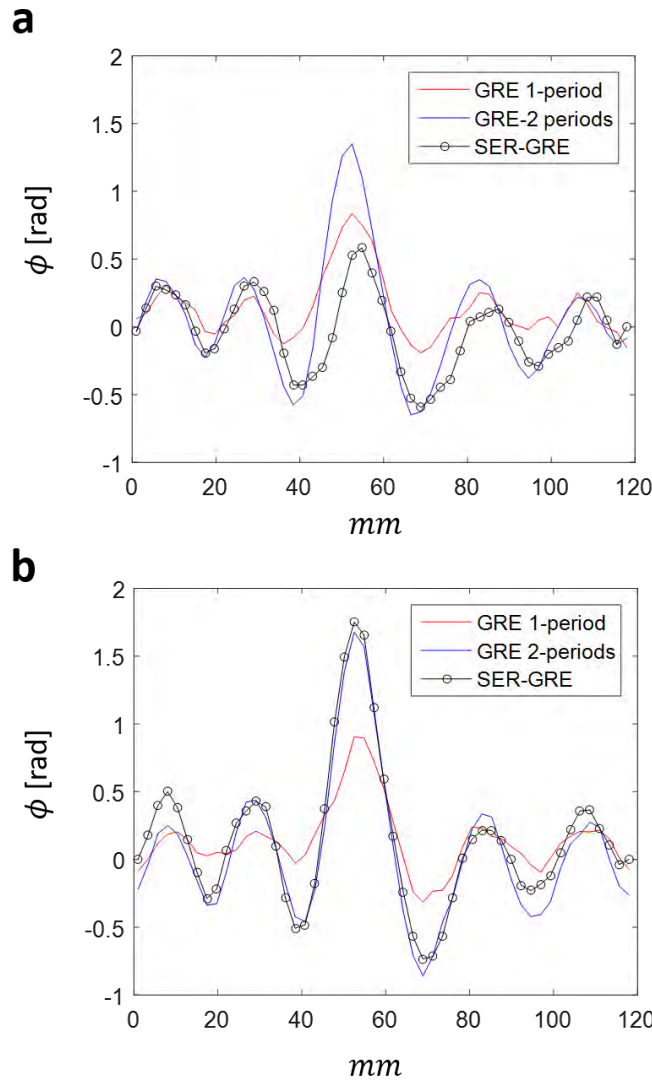 a
2
1.5
1
0.5
0
-0.5
-1
ϕ [rad]
GRE 1-period
GRE-2 periods
SER-GRE
0 20 40 60 80 100 120
mm
b
2
1.5
1
0.5
0
-0.5
-1
ϕ [rad]
GRE 1-period
GRE 2-periods
SER-GRE
0 20 40 60 80 100 120
mm